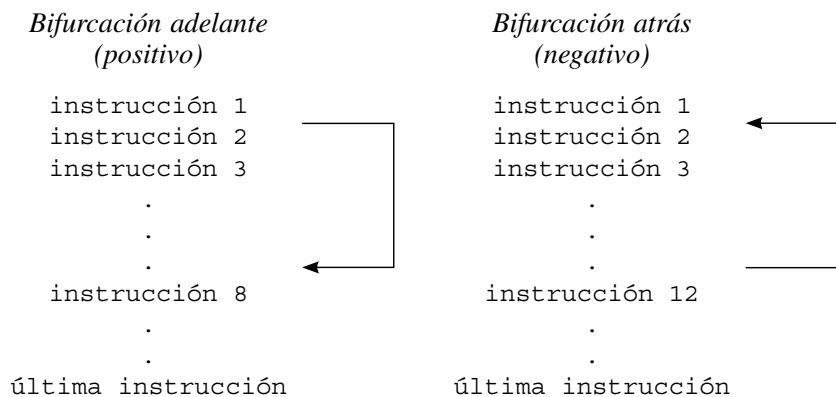 Bifurcación adelante
(positivo)
instrucción 1
instrucción 2
instrucción 3
.
.
.
instrucción 8
.
.
última instrucción
Bifurcación atrás
(negativo)
instrucción 1
instrucción 2
instrucción 3
.
.
.
instrucción 12
.
.
última instrucción